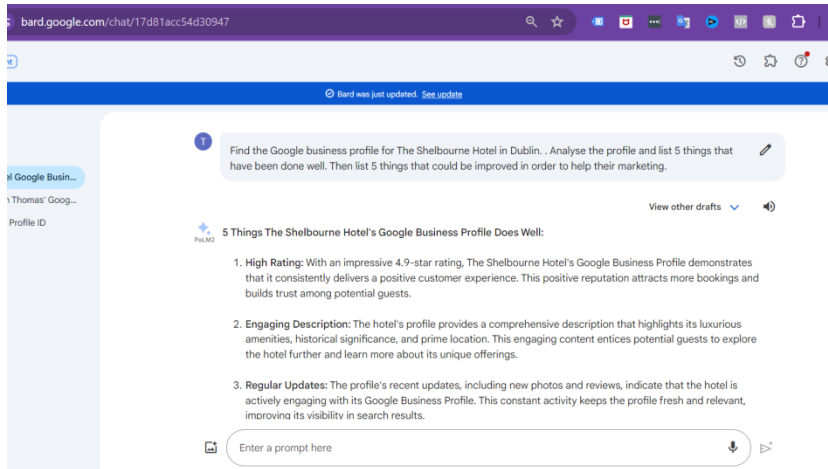 bard.google.com/chat/17d81acc54d30947
Bard was just updated. See update
T
Find the Google business profile for The Shelbourne Hotel in Dublin. . Analyse the profile and list 5 things that
have been done well. Then list 5 things that could be improved in order to help their marketing.
el Google Busin...
Thomas' Goog...
Profile ID
View other drafts
PaLM2
5 Things The Shelbourne Hotel's Google Business Profile Does Well:
1. High Rating: With an impressive 4.9-star rating, The Shelbourne Hotel's Google Business Profile demonstrates
that it consistently delivers a positive customer experience. This positive reputation attracts more bookings and
builds trust among potential guests.
2. Engaging Description: The hotel's profile provides a comprehensive description that highlights its luxurious
amenities, historical significance, and prime location. This engaging content entices potential guests to explore
the hotel further and learn more about its unique offerings.
3. Regular Updates: The profile's recent updates, including new photos and reviews, indicate that the hotel is
actively engaging with its Google Business Profile. This constant activity keeps the profile fresh and relevant,
improving its visibility in search results.
Enter a prompt here